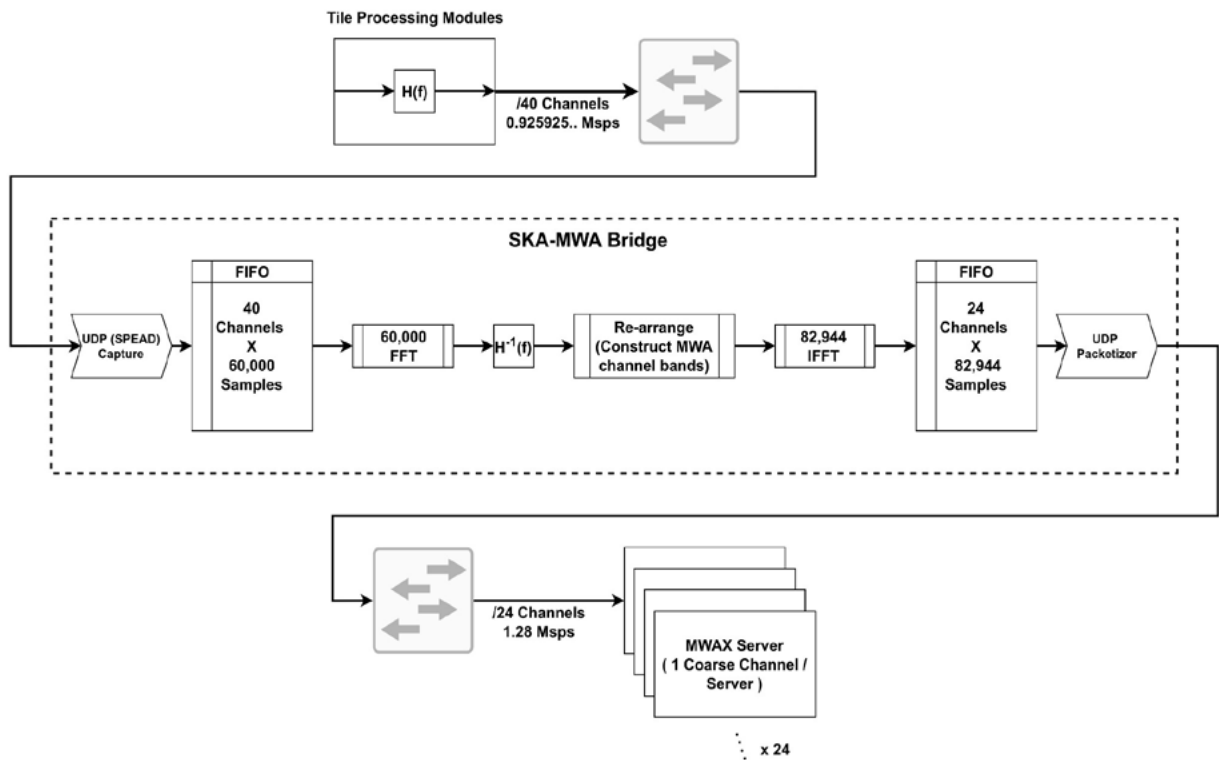 Tile Processing Modules
H(f)
/40 Channels
0.925925.. Msps
SKA-MWA Bridge
UDP (SPEAD)
Capture
FIFO
40
Channels
X
60,000
Samples
60,000
FFT
H⁻¹(f)
Re-arrange
(Construct MWA
channel bands)
82,944
IFFT
FIFO
24
Channels
X
82,944
Samples
UDP
Packetizer
/24 Channels
1.28 Msps
MWAX Server
( 1 Coarse Channel /
Server )
x 24